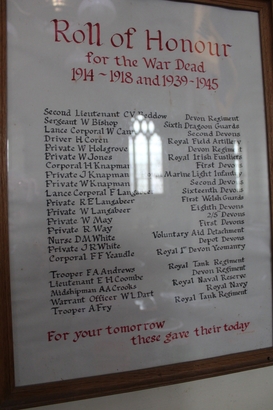 Roll of Honour
for the War Dead
1914 ~ 1918 and 1939 - 1945
Second Lieutenant C.V. Devon Regiment
Sergeant W Bishop Sixth Dragoon Guards
Lance Corporal W Second Devons
Driver H Coren Royal Field Artillery
Private W Holsgrove Devon Regiment
Private W Jones Royal Irish Fusiliers
Corporal H Knapman First Devons
Private J Knapman Marine Light Infantry
Private W Knapman Second Devons
Lance Corporal F Langabeer Sixteenth Devons
Private R E Langabeer First Welsh Guards
Private W Langabeer Eighth Devons
Private W May 2/5 Devons
Private R. Way First Devons
Nurse D.M. White Voluntary Aid Detachment
Private J R White Depot Devons
Corporal F F Yeandle Royal 1st Devon Yeomanry
Trooper F A Andrews Royal Tank Regiment
Lieutenant E H Coombe Devon Regiment
Midshipman A A Crooks Royal Naval Reserve
Warrant Officer W L Dart Royal Navy
Trooper A Fry Royal Tank Regiment
For your tomorrow
these gave their today